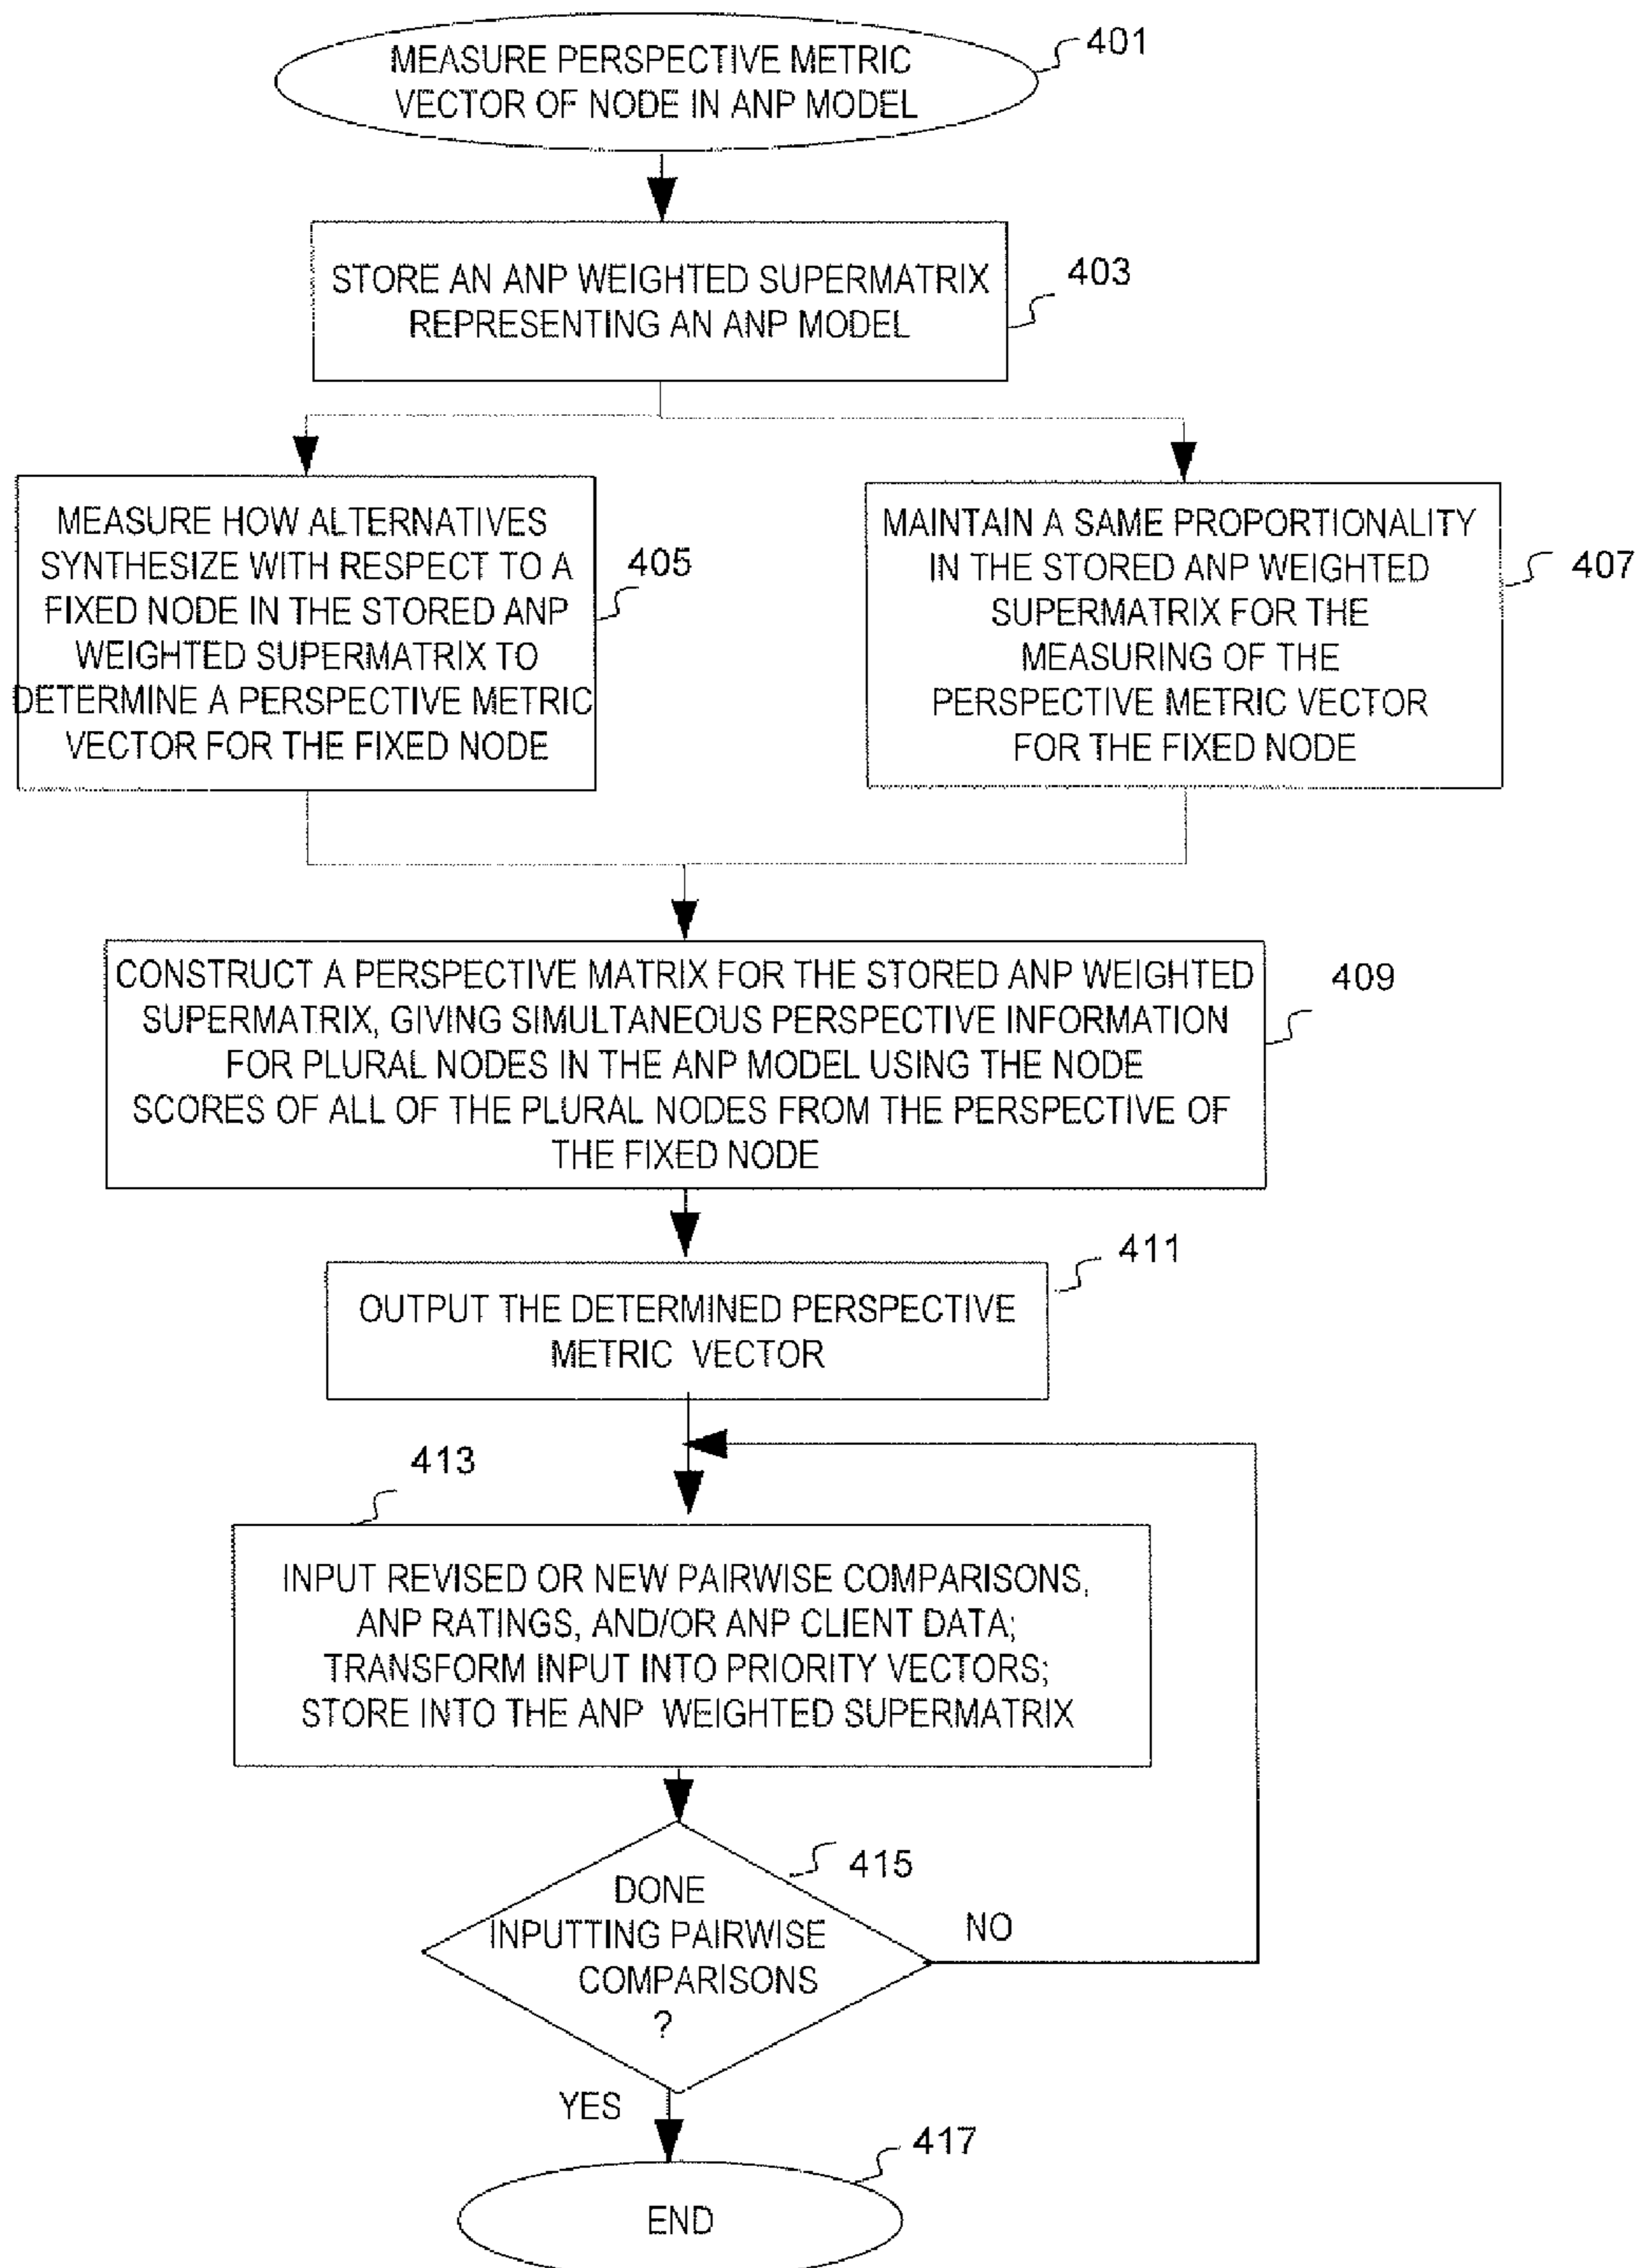 MEASURE PERSPECTIVE METRIC
VECTOR OF NODE IN ANP MODEL
401
STORE AN ANP WEIGHTED SUPERMATRIX
REPRESENTING AN ANP MODEL
403
MEASURE HOW ALTERNATIVES
SYNTHESIZE WITH RESPECT TO A
FIXED NODE IN THE STORED ANP
WEIGHTED SUPERMATRIX TO
DETERMINE A PERSPECTIVE METRIC
VECTOR FOR THE FIXED NODE
405
MAINTAIN A SAME PROPORTIONALITY
IN THE STORED ANP WEIGHTED
SUPERMATRIX FOR THE
MEASURING OF THE
PERSPECTIVE METRIC VECTOR
FOR THE FIXED NODE
407
CONSTRUCT A PERSPECTIVE MATRIX FOR THE STORED ANP WEIGHTED
SUPERMATRIX, GIVING SIMULTANEOUS PERSPECTIVE INFORMATION
FOR PLURAL NODES IN THE ANP MODEL USING THE NODE
SCORES OF ALL OF THE PLURAL NODES FROM THE PERSPECTIVE OF
THE FIXED NODE
409
OUTPUT THE DETERMINED PERSPECTIVE
METRIC VECTOR
411
413
INPUT REVISED OR NEW PAIRWISE COMPARISONS,
ANP RATINGS, AND/OR ANP CLIENT DATA;
TRANSFORM INPUT INTO PRIORITY VECTORS;
STORE INTO THE ANP WEIGHTED SUPERMATRIX
415
DONE
INPUTTING PAIRWISE
COMPARISONS
?
NO
YES
417
END